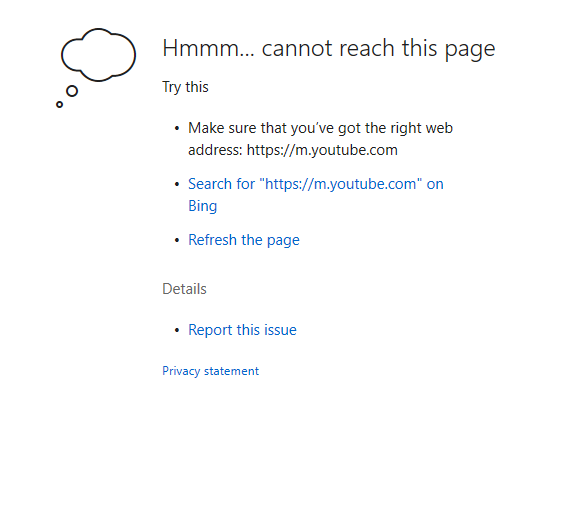 Hmmm... cannot reach this page
Try this
• Make sure that you’ve got the right web
address: https://m.youtube.com
• Search for "https://m.youtube.com" on
Bing
• Refresh the page
Details
• Report this issue
Privacy statement